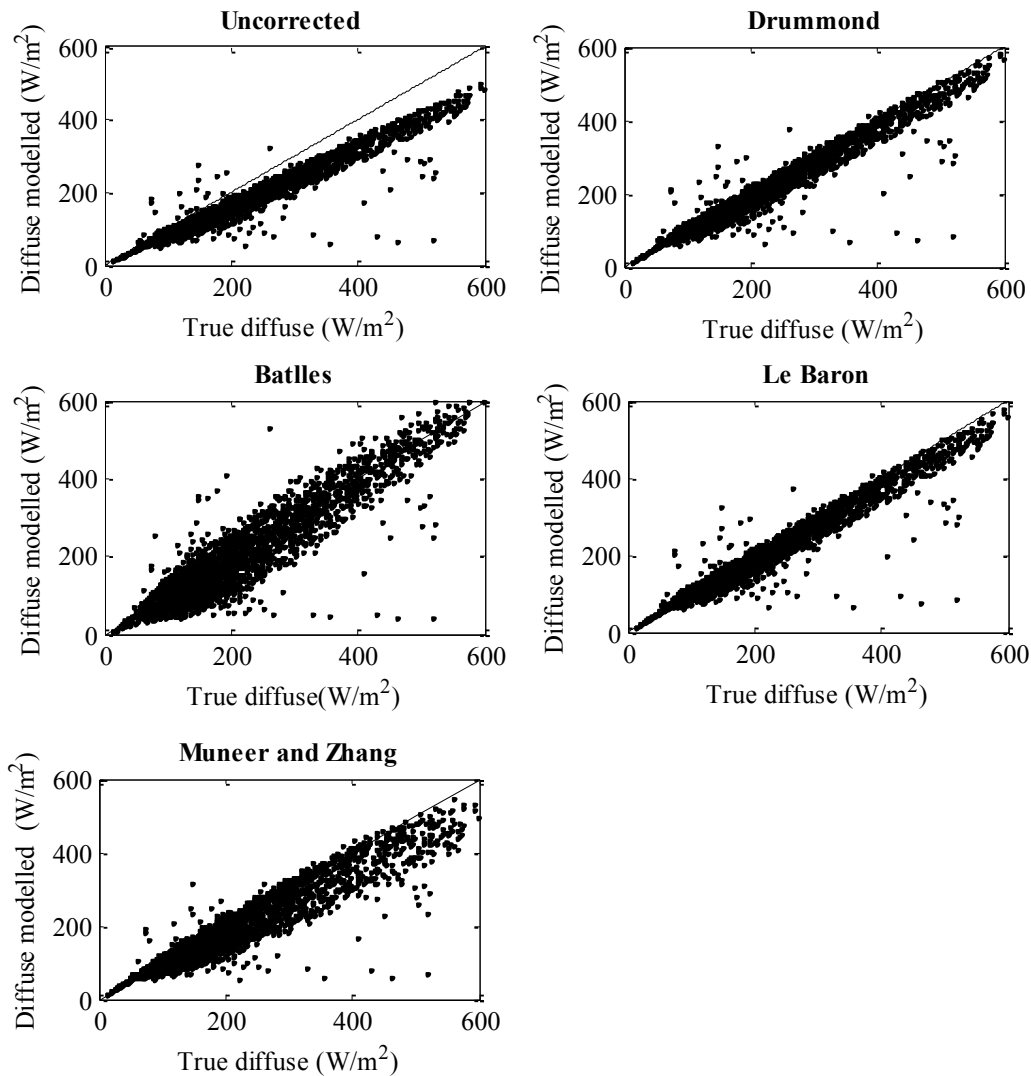 Uncorrected
600
400
200
0
Diffuse modelled (W/m²)
0 200 400 600
True diffuse (W/m²)
Drummond
600
400
200
0
Diffuse modelled (W/m²)
0 200 400 600
True diffuse (W/m²)
Batlles
600
400
200
0
Diffuse modelled (W/m²)
0 200 400 600
True diffuse(W/m²)
Le Baron
600
400
200
0
Diffuse modelled (W/m²)
0 200 400 600
True diffuse (W/m²)
Muneer and Zhang
600
400
200
0
Diffuse modelled (W/m²)
0 200 400 600
True diffuse (W/m²)